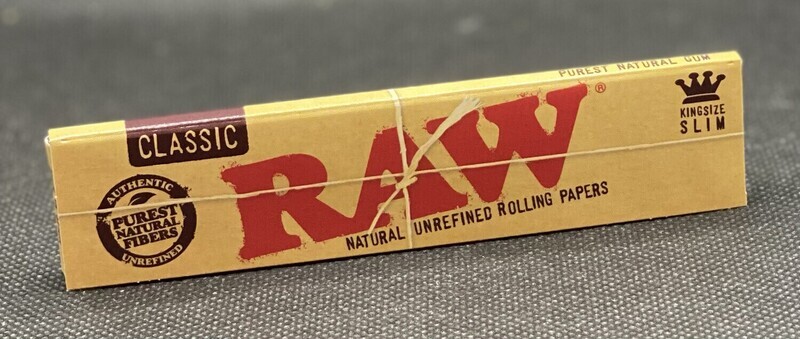 PUREST NATURAL GUM
CLASSIC
KINGSIZE
SLIM
RAW®
AUTHENTIC
PUREST
NATURAL
FIBERS
UNREFINED
NATURAL UNREFINED ROLLING PAPERS